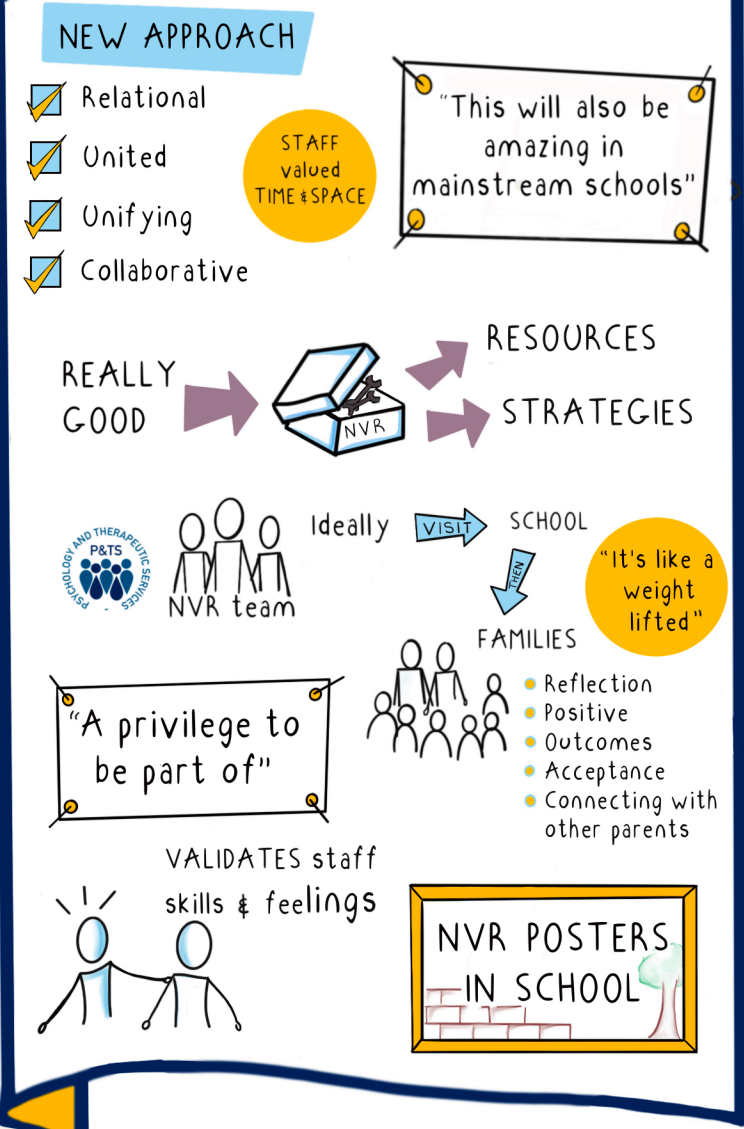 NEW APPROACH
Relational
United
Unifying
Collaborative
STAFF
valued
TIME & SPACE
"This will also be
amazing in
mainstream schools"
REALLY
GOOD
NVR
RESOURCES
STRATEGIES
PSYCHOLOGY AND THERAPEUTIC SERVICES
P&TS
NVR team
Ideally
VISIT
SCHOOL
THEN
FAMILIES
"It's like a
weight
lifted"
Reflection
Positive
Outcomes
Acceptance
Connecting with
other parents
"A privilege to
be part of"
VALIDATES staff
skills & feelings
NVR POSTERS
IN SCHOOL